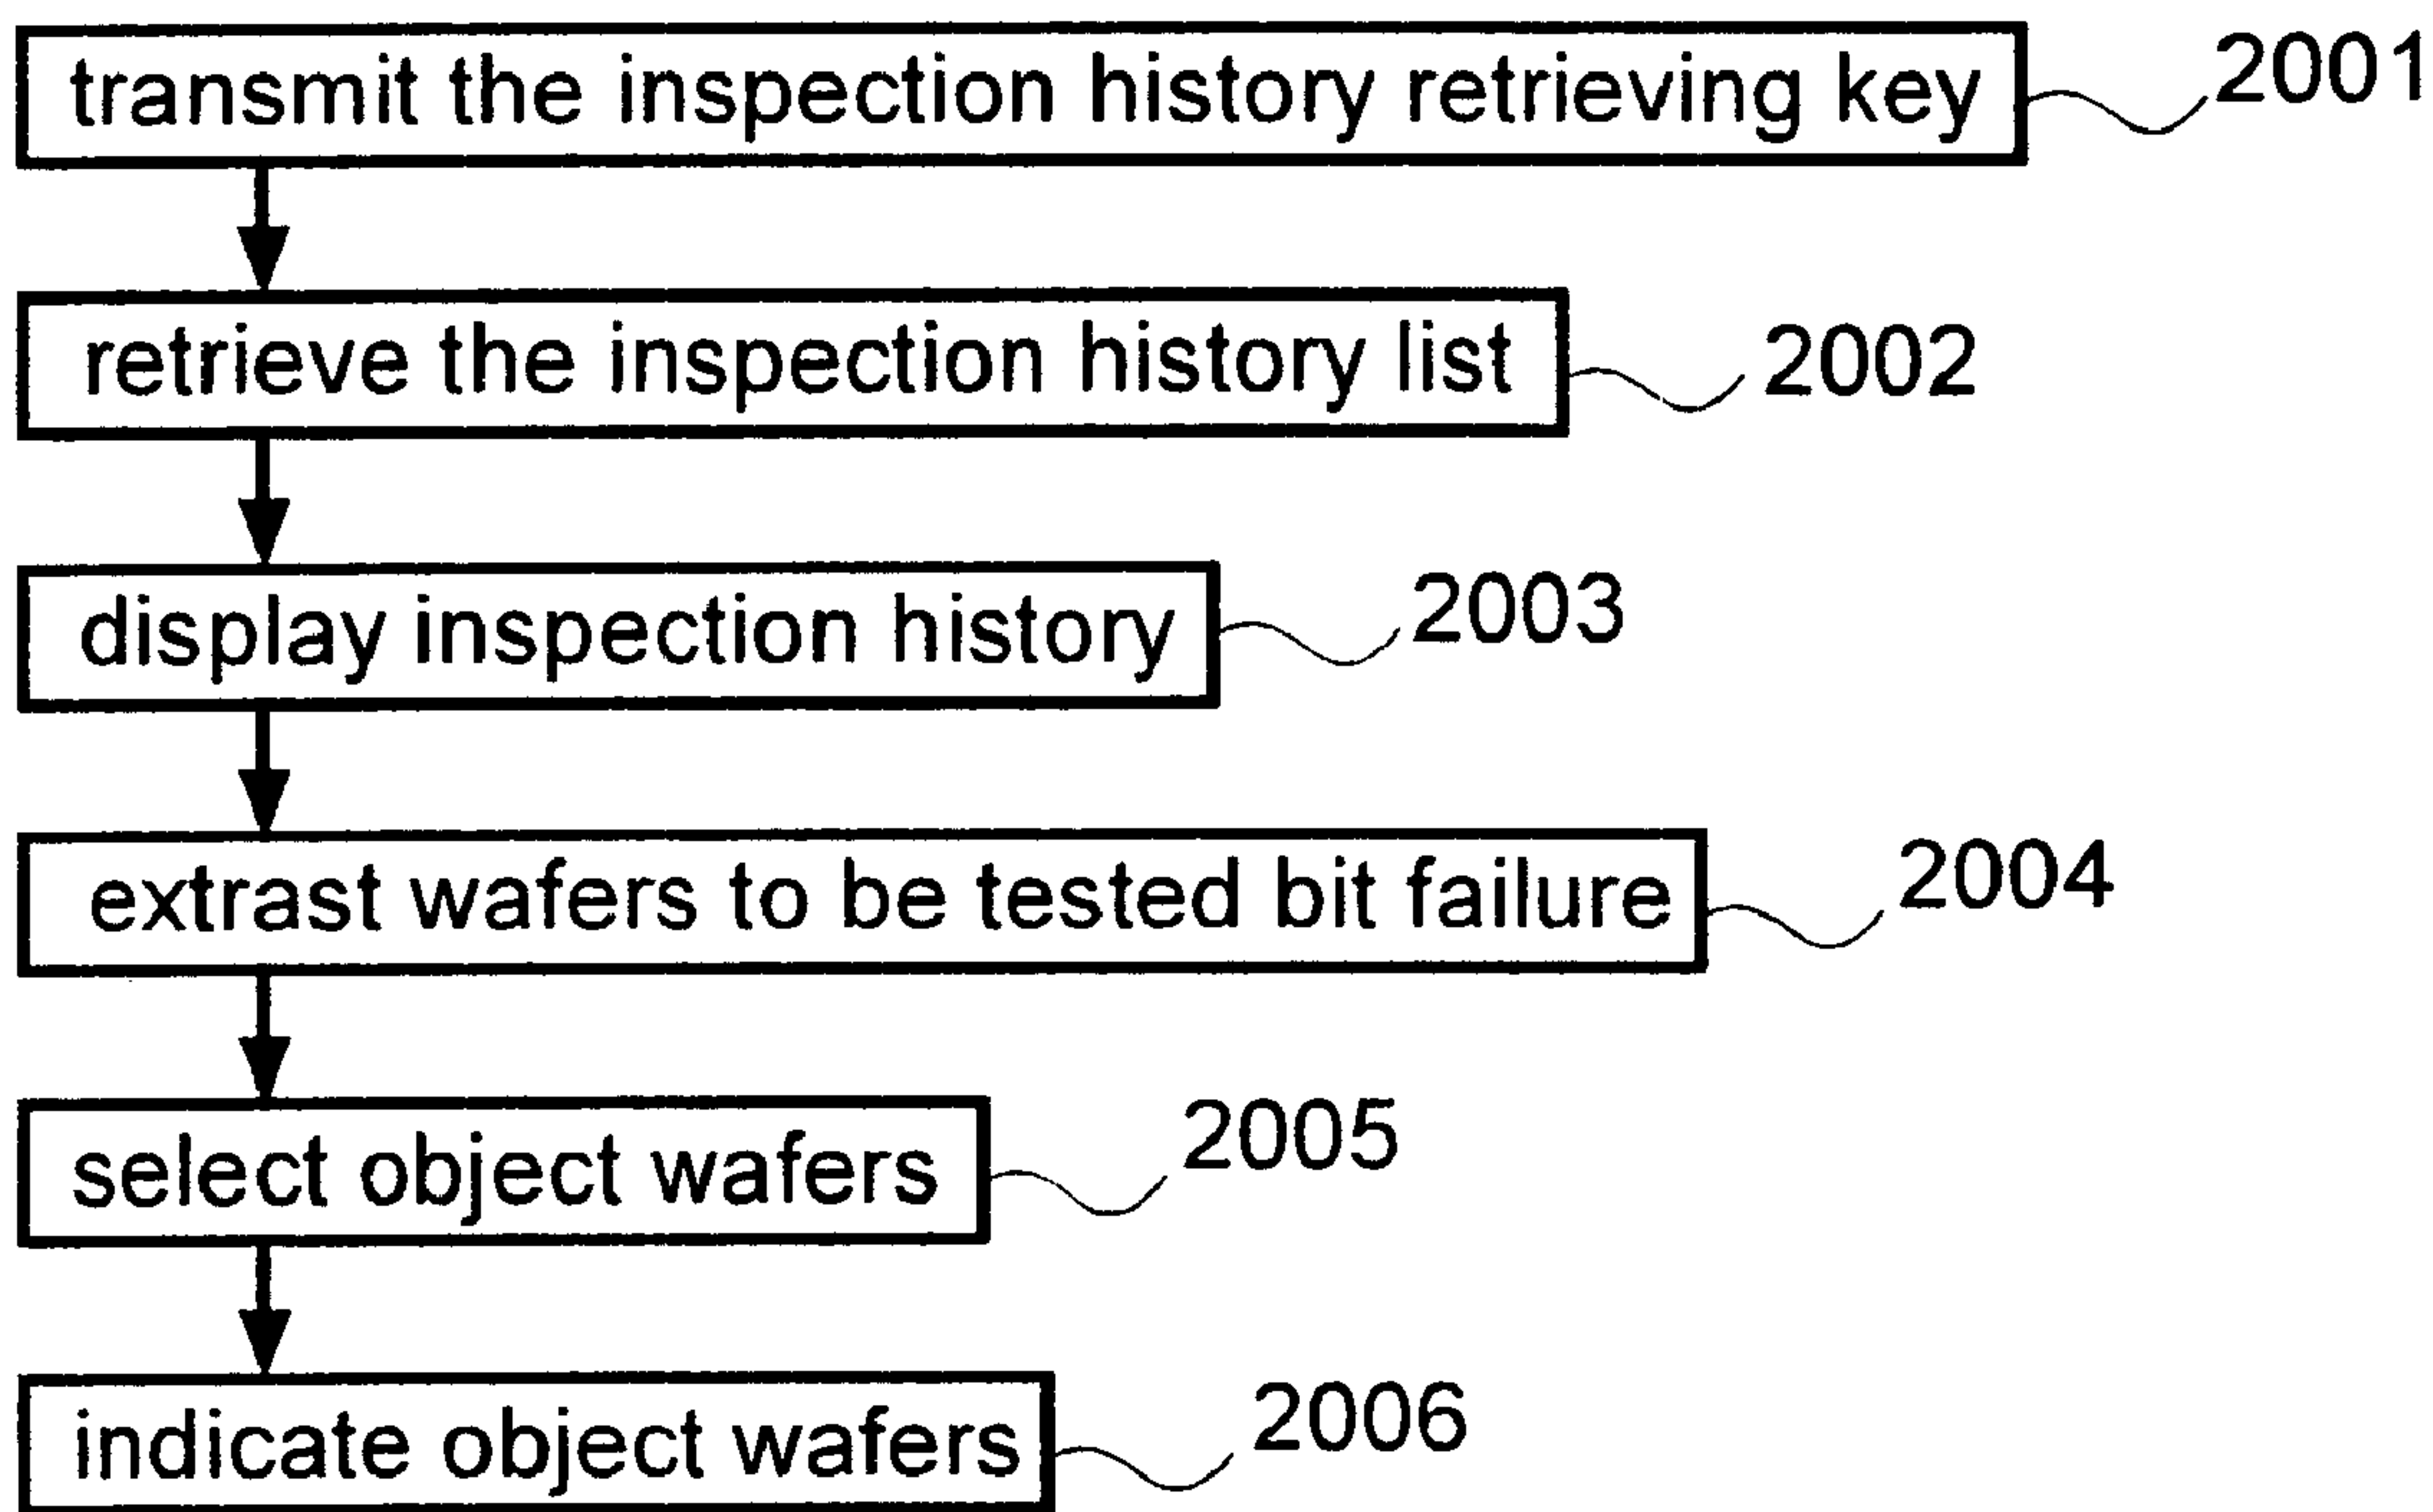 transmit the inspection history retrieving key 2001
retrieve the inspection history list 2002
display inspection history 2003
extrast wafers to be tested bit failure 2004
select object wafers 2005
indicate object wafers 2006